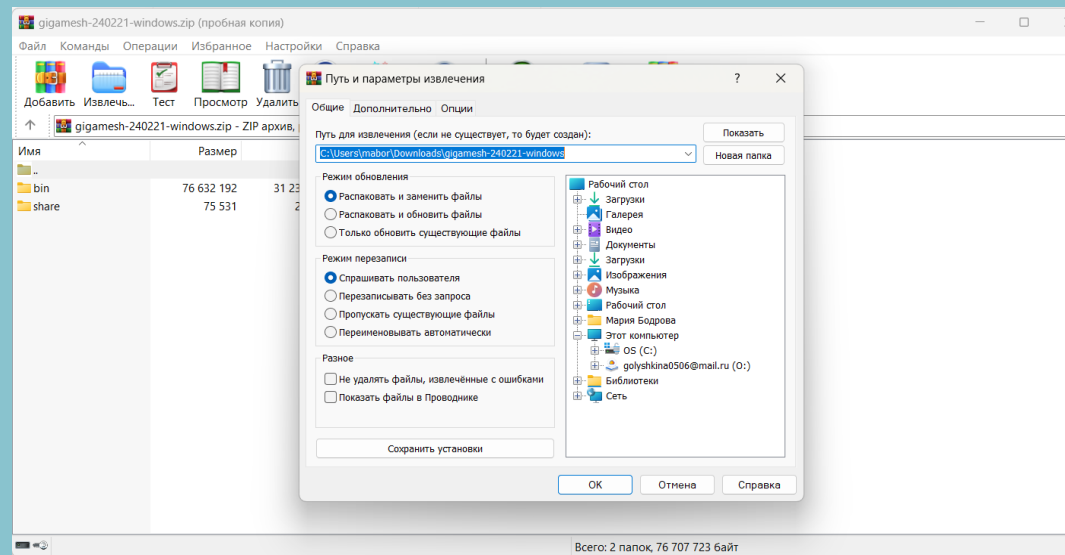 gigamesh-240221-windows.zip (пробная копия)
Файл Команды Операции Избранное Настройки Справка
Добавить Извлечь... Тест Просмотр Удалить
gigamesh-240221-windows.zip - ZIP архив,
Имя Размер
..
bin 76 632 192 31 23
share 75 531 2
Путь и параметры извлечения ? ×
Общие Дополнительно Опции
Путь для извлечения (если не существует, то будет создан):
Показать
C:\Users\mabor\Downloads\gigamesh-240221-windows
Новая папка
Режим обновления
Распаковать и заменить файлы
Распаковать и обновить файлы
Только обновить существующие файлы
Режим перезаписи
Спрашивать пользователя
Перезаписывать без запроса
Пропускать существующие файлы
Переименовывать автоматически
Разное
Не удалять файлы, извлечённые с ошибками
Показать файлы в Проводнике
Сохранить установки
Рабочий стол
Загрузки
Галерея
Видео
Документы
Загрузки
Изображения
Музыка
Рабочий стол
Мария Бодрова
Этот компьютер
OS (C:)
golyshkina0506@mail.ru (O:)
Библиотеки
Сеть
ОК Отмена Справка
Всего: 2 папок, 76 707 723 байт